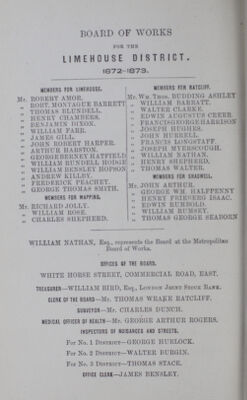 BOARD OF WORKS
FOR THE
LIMEHOUSE DISTRICT.
1872-1873.
MEMBERS FOR LIMEHOUSE.
Mr. ROBERT AMOR.
„ ROBT. MONTAGUE BARRETT
„ THOMAS BLUNDELL.
„ HENRY CHAMBERS.
„ BENJAMIN DIXON.
„ WILLIAM FARR.
„ JAMES GILL.
„ JOHN ROBERT HARPER.
„ ARTHUR HARSTON.
„ GEORGE BERNEY HATFIELD
„ WILLIAM RUNDELL HODGE
„ WILLIAM BENSLEY HOPSON
„ ANDREW KILLBY.
„ FREDERICK PEACHEY.
„ GEORGE THOMAS SMITH.
MEMBERS FOR WAPPING.
Mr. RICHARD JOLLY.
„ WILLIAM ROSE.
„ CHARLES SHEPHERD.
MEMBERS FOR RATCLIFF.
Mr. Wm. Thos. BUDDING ASHLEY
„ WILLIAM BARRATT.
„ WALTER CLARKE.
„ EDWIN AUGUSTUS CREER.
„ FRANCIS GEORGE HARRISON
„ JOSEPH HUGHES.
„ JOHN HURRELL.
„ FRANCIS LONGSTAFF.
„ JOSEPH MYERSCOUGH.
„ WILLIAM NATHAN.
„ HENRY SHEPHERD.
„ THOMAS WALTER.
MEMBERS FOR SHADWELL.
Mr. JOHN ARTHUR.
„ GEORGE WM. HALFPENNY
„ HENRY FRIEBERG ISAAC.
„ EDWIN RUMBOLD.
„ WILLIAM RUMSEY.
„ THOMAS GEORGE SEABORN
WILLIAM NATHAN, Esq., represents the Board at the Metropolitan
Board of Works.
OFFICES OF THE BOARD.
WHITE HORSE STREET, COMMERCIAL ROAD, EAST.
TREASURER—WILLIAM BIRD, Esq., London Joint Stock Bank.
CLERK OF THE BOARD—Mr. THOMAS WRAKE RATCLIFF.
SURVEYOR—Mr. CHARLES DUNCH.
MEDICAL OFFICER OF HEALTH—Mr. GEORGE ARTHUR ROGERS.
INSPECTORS OF NUISANCES AND STREETS.
For No. 1 District—GEORGE HURLOCK.
For No. 2 District—WALTER BURGIN.
For No. 3 District—THOMAS STACE.
OFFICE CLERK—JAMES BENSLEY.